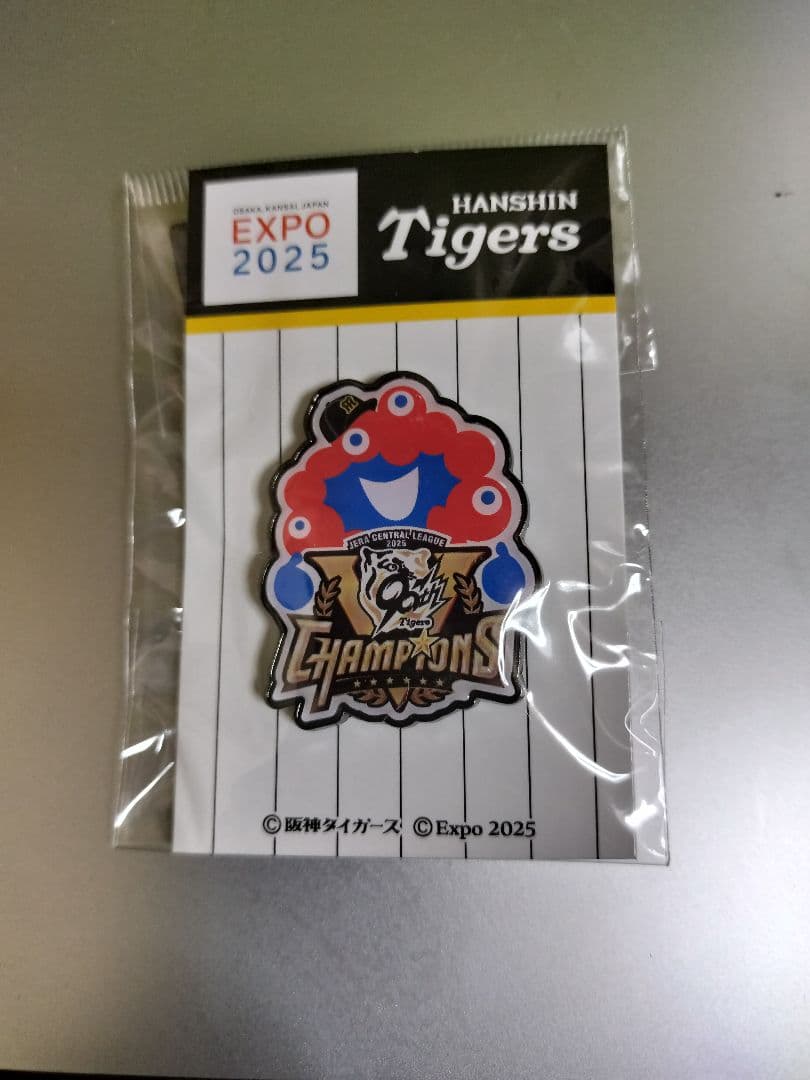 OSAKA, KANSAI, JAPAN
EXPO
2025
HANSHIN
Tigers
JERA CENTRAL LEAGUE
2025
90th
Tigers
CHAMPIONS
©阪神タイガース ©Expo 2025